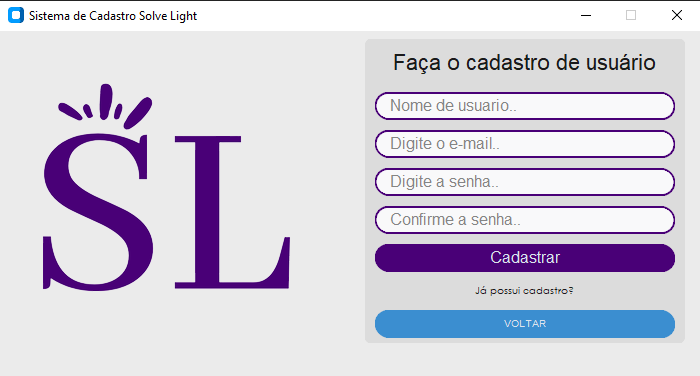 Sistema de Cadastro Solve Light
SL
Faça o cadastro de usuário
Nome de usuario..
Digite o e-mail..
Digite a senha..
Confirme a senha..
Cadastrar
Já possui cadastro?
VOLTAR